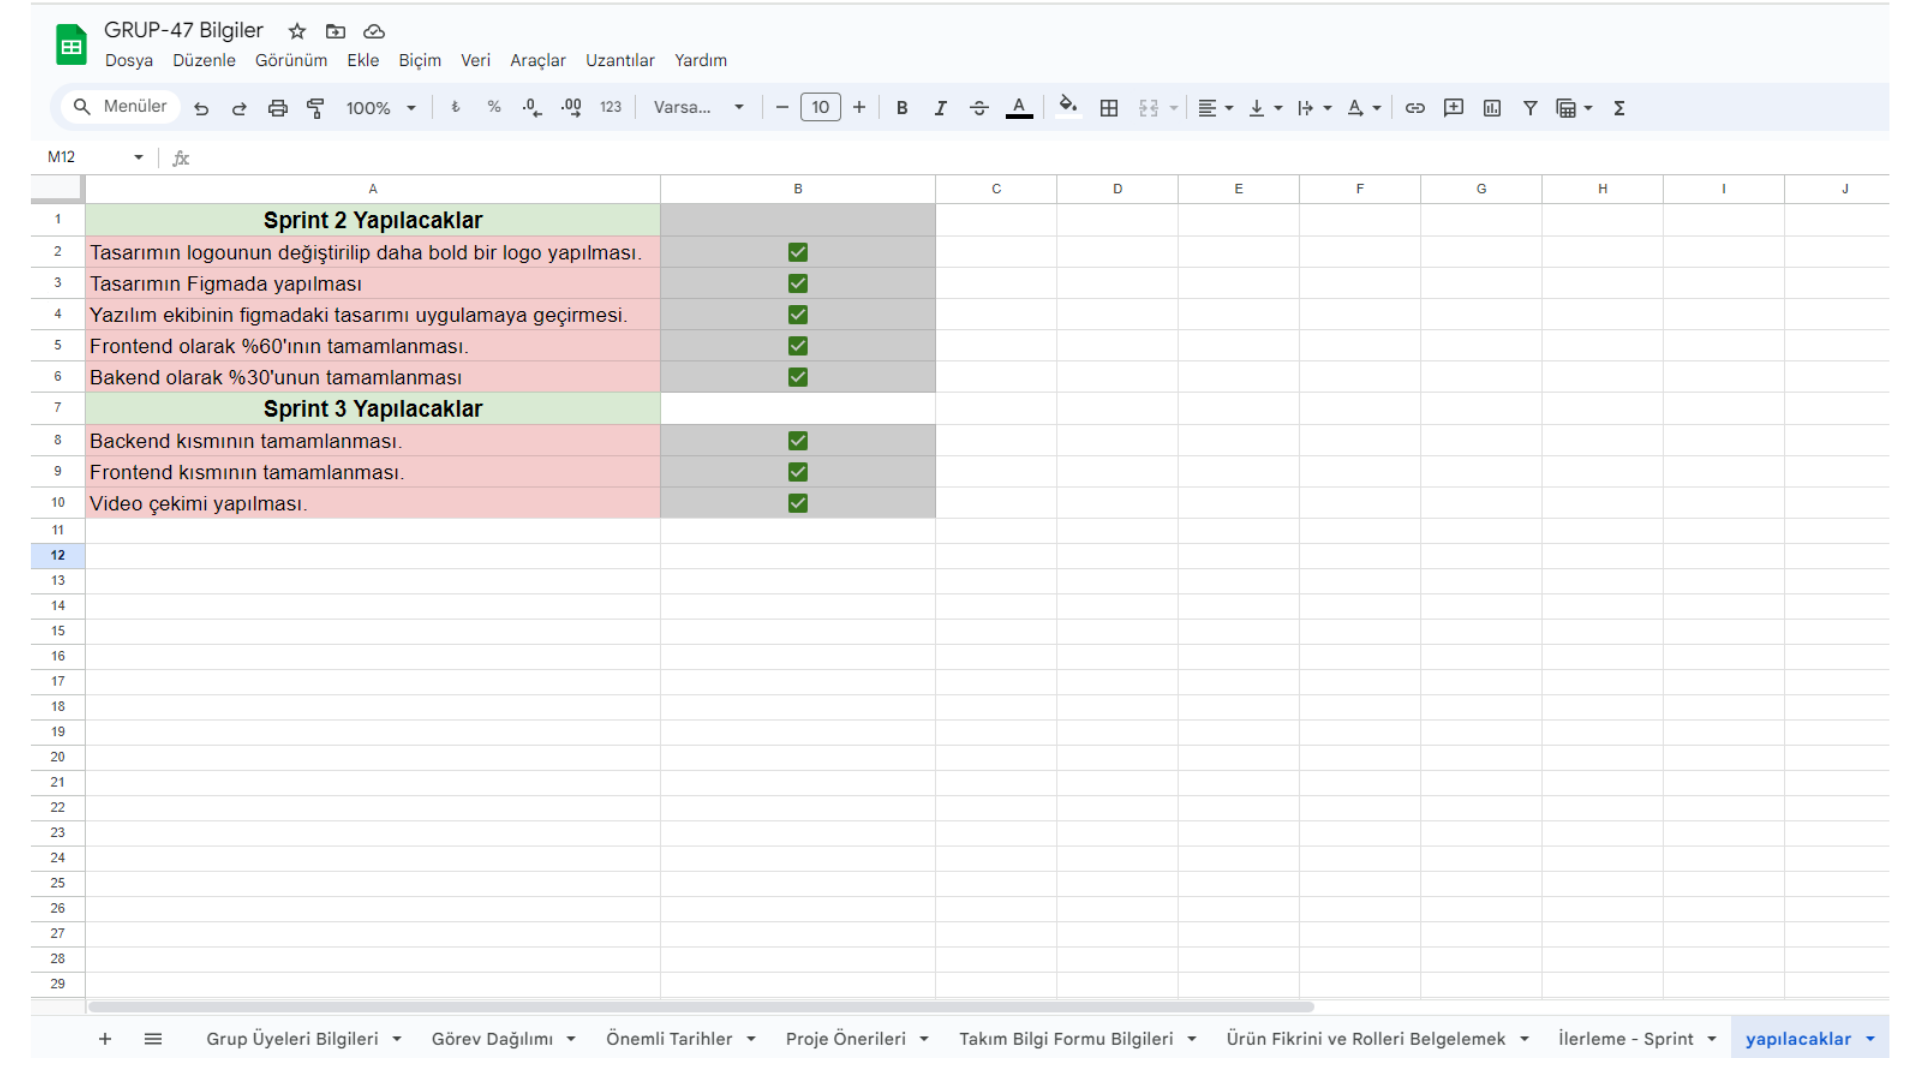 GRUP-47 Bilgiler
Dosya Düzenle Görünüm Ekle Biçim Veri Araçlar Uzantılar Yardım
Menüler 100% ₺ % .0 .00 123 Varsa... 10 B I A A Σ
M12 fx
A B C D E F G H I J
1 Sprint 2 Yapılacaklar
2 Tasarımın logounun değiştirilip daha bold bir logo yapılması.
3 Tasarımın Figmada yapılması
4 Yazılım ekibinin figmadaki tasarımı uygulamaya geçirmesi.
5 Frontend olarak %60'ının tamamlanması.
6 Bakend olarak %30'unun tamamlanması
7 Sprint 3 Yapılacaklar
8 Backend kısmının tamamlanması.
9 Frontend kısmının tamamlanması.
10 Video çekimi yapılması.
11
12
13
14
15
16
17
18
19
20
21
22
23
24
25
26
27
28
29
Grup Üyeleri Bilgileri Görev Dağılımı Önemli Tarihler Proje Önerileri Takım Bilgi Formu Bilgileri Ürün Fikrini ve Rolleri Belgelemek İlerleme - Sprint yapılacaklar